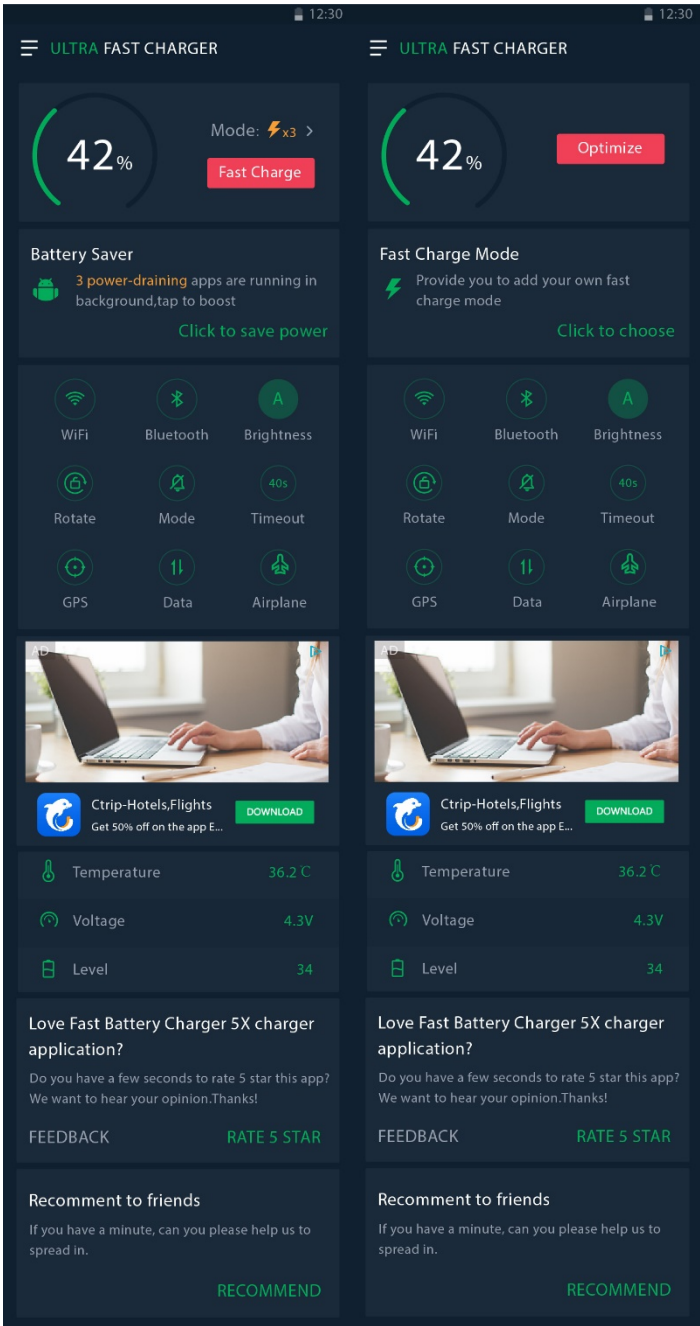 12:30
ULTRA FAST CHARGER
42%
Mode: x3 >
Fast Charge
Battery Saver
3 power-draining apps are running in
background,tap to boost
Click to save power
WiFi Bluetooth A Brightness
Rotate Mode 40s Timeout
GPS Data Airplane
AD
Ctrip-Hotels,Flights
Get 50% off on the app E...
DOWNLOAD
Temperature 36.2℃
Voltage 4.3V
Level 34
Love Fast Battery Charger 5X charger
application?
Do you have a few seconds to rate 5 star this app?
We want to hear your opinion.Thanks!
FEEDBACK RATE 5 STAR
Recomment to friends
If you have a minute, can you please help us to
spread in.
RECOMMEND
12:30
ULTRA FAST CHARGER
42%
Optimize
Fast Charge Mode
Provide you to add your own fast
charge mode
Click to choose
WiFi Bluetooth A Brightness
Rotate Mode 40s Timeout
GPS Data Airplane
AD
Ctrip-Hotels,Flights
Get 50% off on the app E...
DOWNLOAD
Temperature 36.2℃
Voltage 4.3V
Level 34
Love Fast Battery Charger 5X charger
application?
Do you have a few seconds to rate 5 star this app?
We want to hear your opinion.Thanks!
FEEDBACK RATE 5 STAR
Recomment to friends
If you have a minute, can you please help us to
spread in.
RECOMMEND